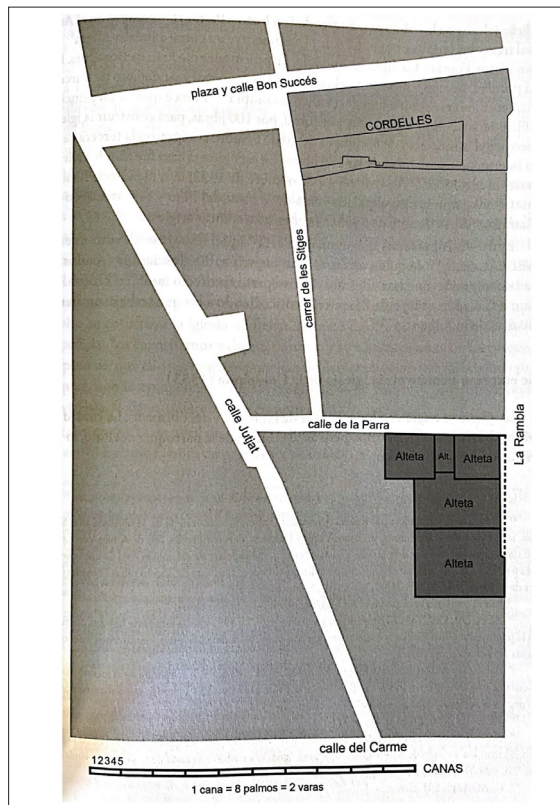 plaza y calle Bon Succés
CORDELLES
carrer de les Sitges
La Rambla
calle de la Parra
calle Jutjat
Alteta
Alt.
Alteta
Alteta
Alteta
calle del Carme
12345
CANAS
1 cana = 8 palmos = 2 varas